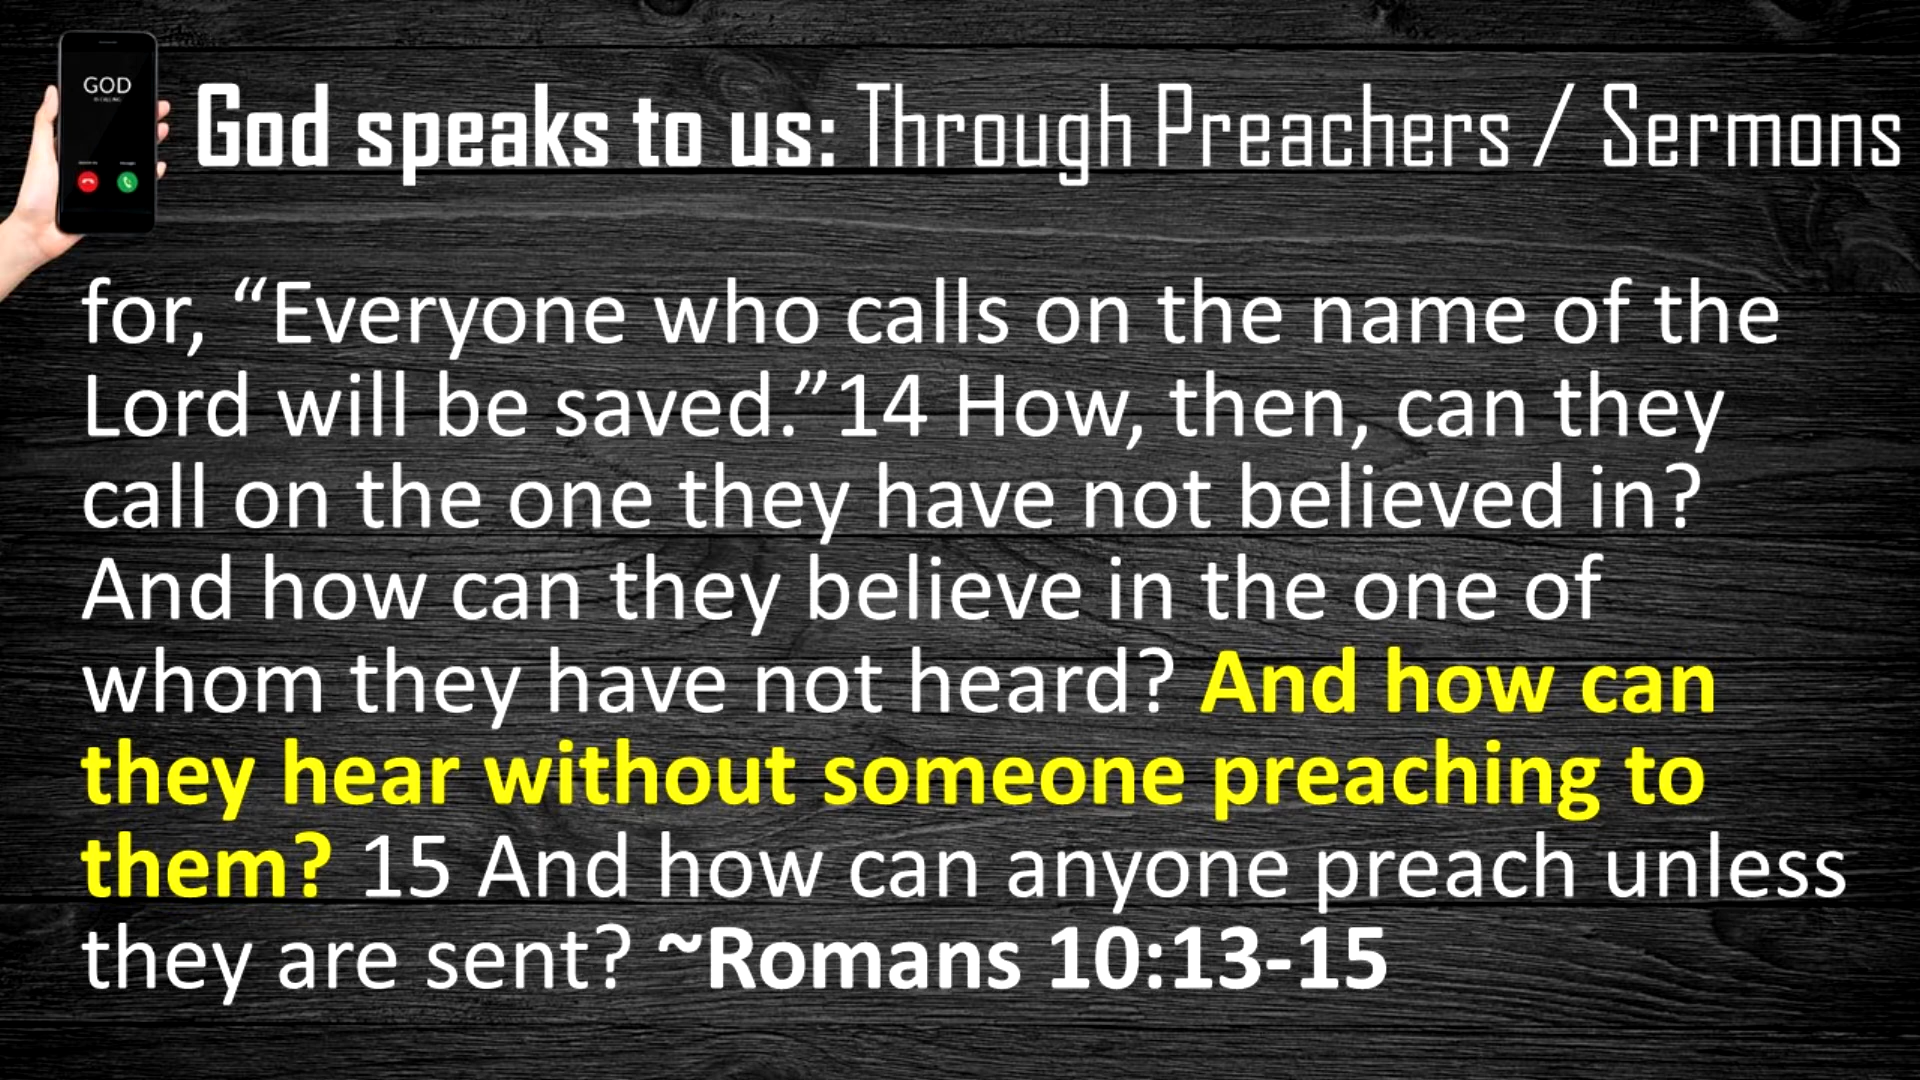 GOD
IS CALLING
God speaks to us: Through Preachers / Sermons
for, “Everyone who calls on the name of the
Lord will be saved.”14 How, then, can they
call on the one they have not believed in?
And how can they believe in the one of
whom they have not heard? And how can
they hear without someone preaching to
them? 15 And how can anyone preach unless
they are sent? ~Romans 10:13-15